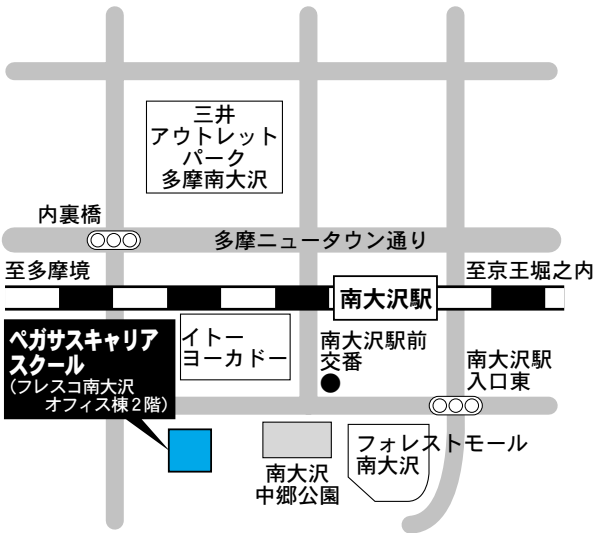 三井
アウトレット
パーク
多摩南大沢
内裏橋
多摩ニュータウン通り
至多摩境
至京王堀之内
南大沢駅
ペガサスキャリア
スクール
(フレスコ南大沢
オフィス棟2階)
イトー
ヨーカドー
南大沢駅前
交番
南大沢駅
入口東
フォレストモール
南大沢
南大沢
中郷公園